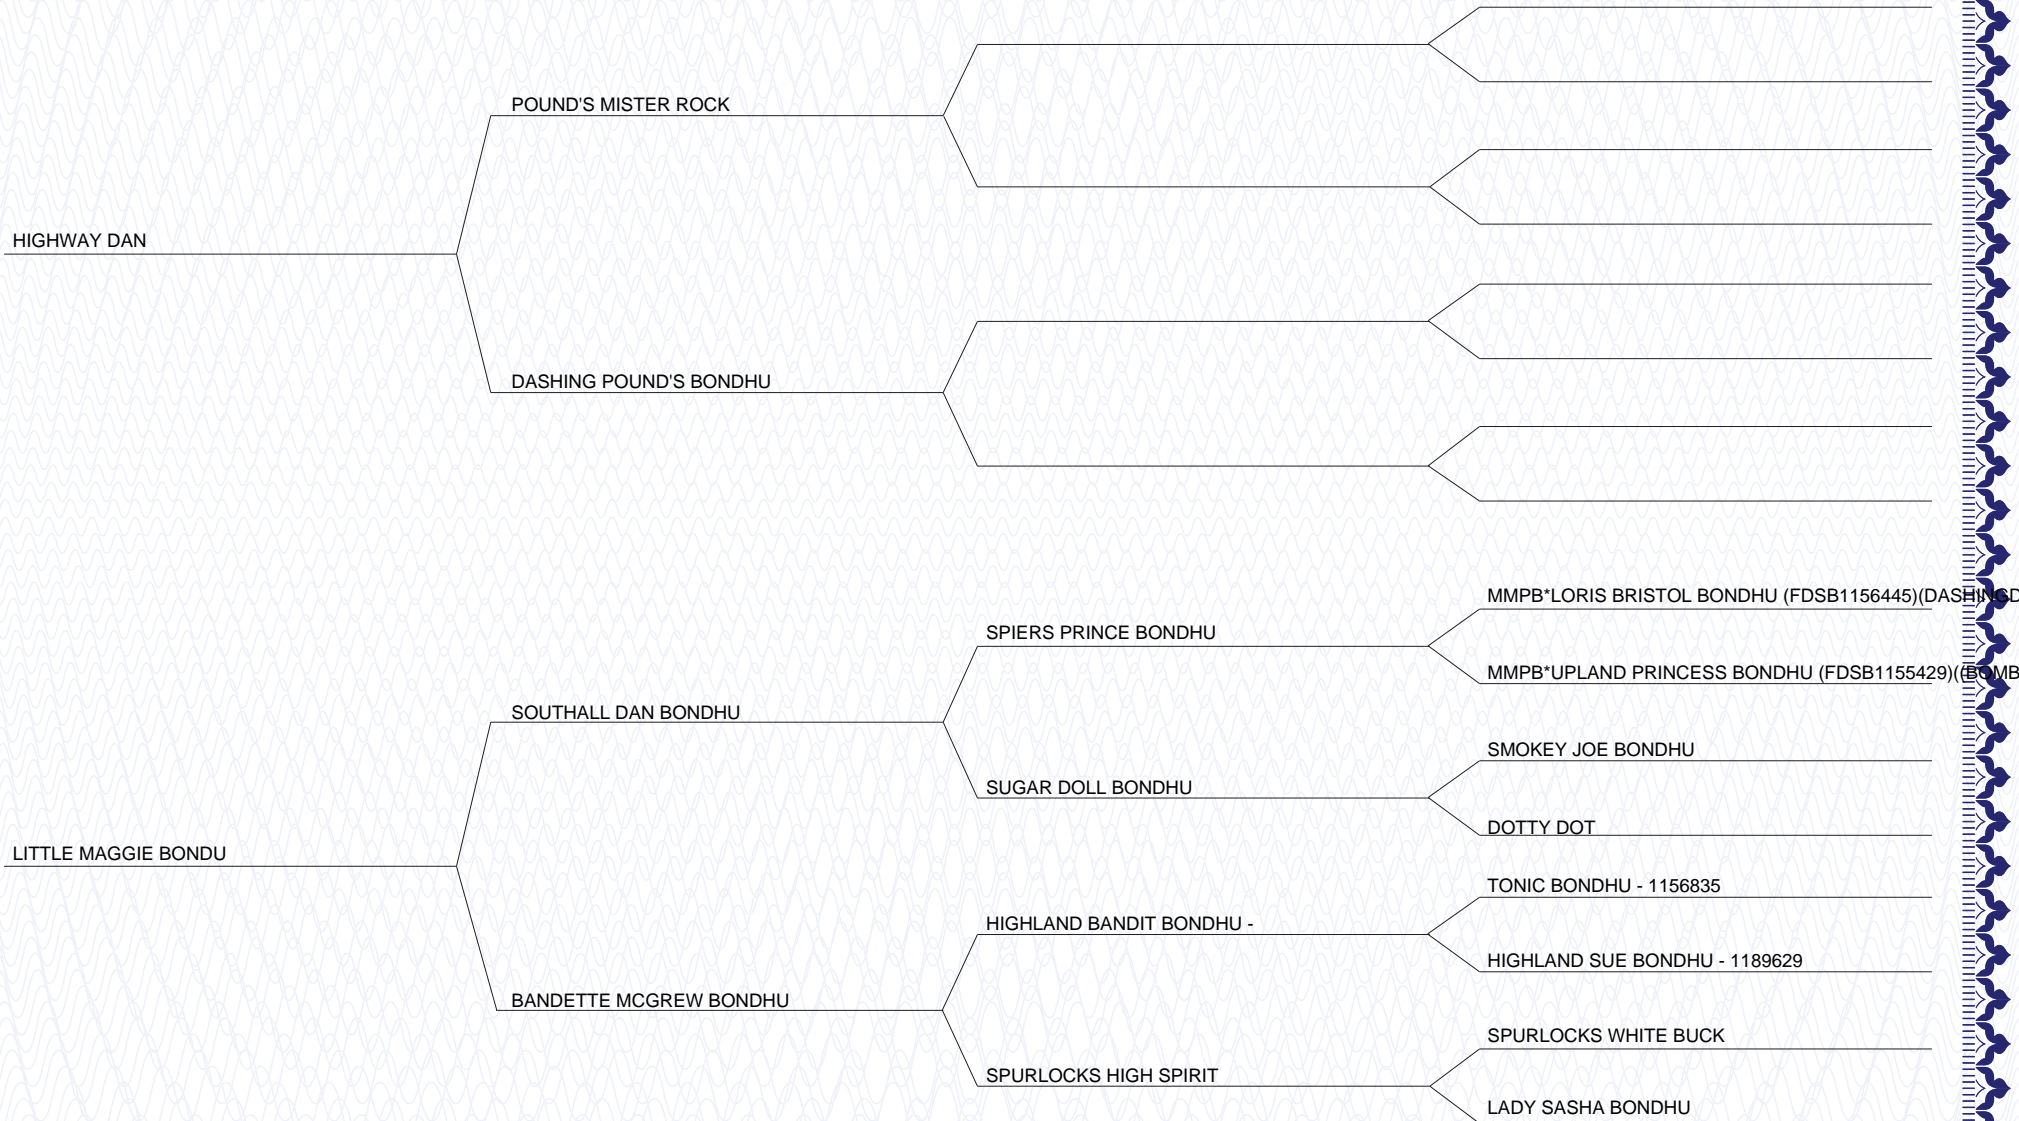 POUND'S MISTER ROCK
HIGHWAY DAN
DASHING POUND'S BONDHU
MMPB*LORIS BRISTOL BONDHU (FDSB1156445)(DASHINGD
SPIERS PRINCE BONDHU
MMPB*UPLAND PRINCESS BONDHU (FDSB1155429)((BOMB
SOUTHALL DAN BONDHU
SMOKEY JOE BONDHU
SUGAR DOLL BONDHU
DOTTY DOT
LITTLE MAGGIE BONDU
TONIC BONDHU - 1156835
HIGHLAND BANDIT BONDHU -
HIGHLAND SUE BONDHU - 1189629
BANDETTE MCGREW BONDHU
SPURLOCKS WHITE BUCK
SPURLOCKS HIGH SPIRIT
LADY SASHA BONDHU